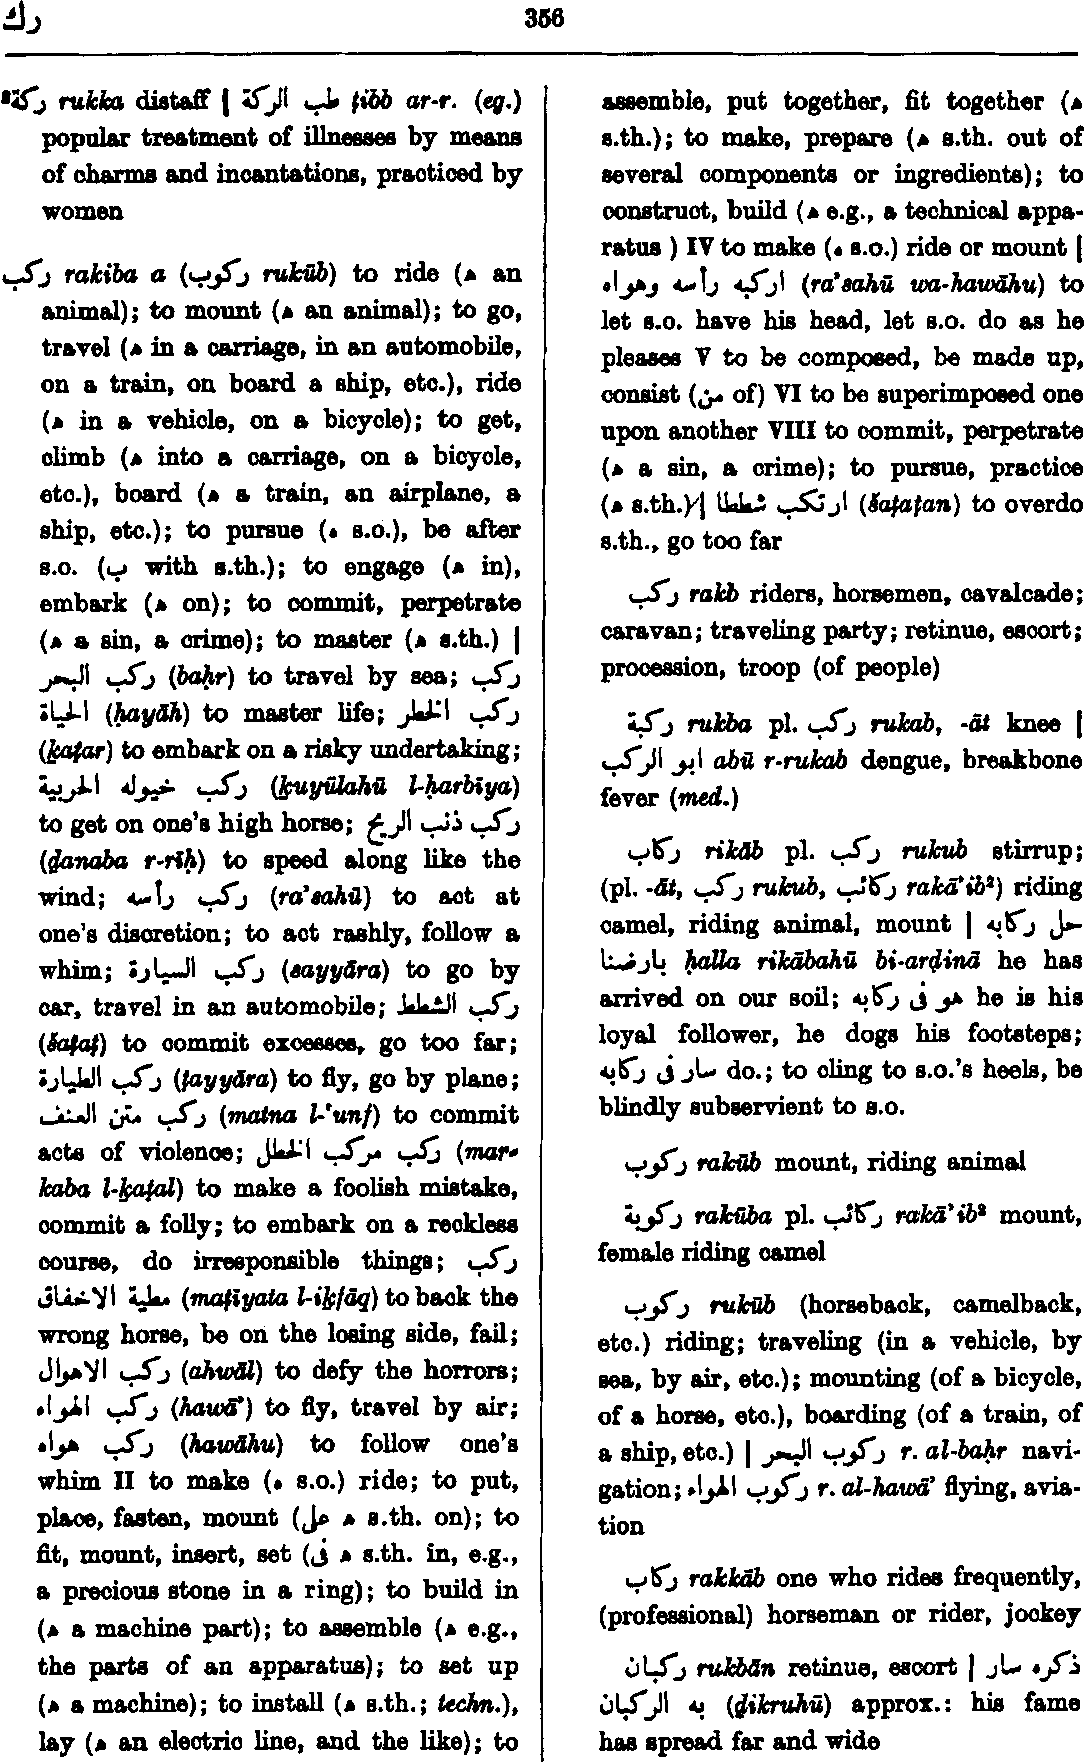 رك
356
²ركة rukka distaff | طب الركة ṭibb ar-r. (eg.)
popular treatment of illnesses by means
of charms and incantations, practiced by
women
ركب rakiba a (ركوب rukūb) to ride (ه an
animal); to mount (ه an animal); to go,
travel (ه in a carriage, in an automobile,
on a train, on board a ship, etc.), ride
(ه in a vehicle, on a bicycle); to get,
climb (ه into a carriage, on a bicycle,
etc.), board (ه a train, an airplane, a
ship, etc.); to pursue (ه s.o.), be after
s.o. (ب with s.th.); to engage (ه in),
embark (ه on); to commit, perpetrate
(ه a sin, a crime); to master (ه s.th.) |
ركب البحر (baḥr) to travel by sea; ركب
الحياة (ḥayāh) to master life; ركب الخطر
(ḵaṭar) to embark on a risky undertaking;
ركب خيوله الحربية (ḵuyūlahū l-ḥarbīya)
to get on one's high horse; ركب ذنب الريح
(ḏanaba r-rīḥ) to speed along like the
wind; ركب رأسه (ra'sahū) to act at
one's discretion; to act rashly, follow a
whim; ركب السيارة (sayyāra) to go by
car, travel in an automobile; ركب الشطط
(šaṭaṭ) to commit excesses, go too far;
ركب الطيارة (ṭayyāra) to fly, go by plane;
ركب متن العنف (matna l-'unf) to commit
acts of violence; ركب مركب الخطل (mar-
kaba l-ḵaṭal) to make a foolish mistake,
commit a folly; to embark on a reckless
course, do irresponsible things; ركب
مطية الاخفاق (maṭīyata l-iḵfāq) to back the
wrong horse, be on the losing side, fail;
ركب الاهوال (ahwāl) to defy the horrors;
ركب الهواء (hawā') to fly, travel by air;
ركب هواه (hawāhu) to follow one's
whim II to make (ه s.o.) ride; to put,
place, fasten, mount (ه على s.th. on); to
fit, mount, insert, set (ه فى s.th. in, e.g.,
a precious stone in a ring); to build in
(ه a machine part); to assemble (ه e.g.,
the parts of an apparatus); to set up
(ه a machine); to install (ه s.th.; techn.),
lay (ه an electric line, and the like); to
assemble, put together, fit together (ه
s.th.); to make, prepare (ه s.th. out of
several components or ingredients); to
construct, build (ه e.g., a technical appa-
ratus ) IV to make (ه s.o.) ride or mount |
اركبه رأسه وهواه (ra'sahū wa-hawāhu) to
let s.o. have his head, let s.o. do as he
pleases V to be composed, be made up,
consist (من of) VI to be superimposed one
upon another VIII to commit, perpetrate
(ه a sin, a crime); to pursue, practice
(ه s.th.) | ارتكب شططا (šaṭaṭan) to overdo
s.th., go too far
ركب rakb riders, horsemen, cavalcade;
caravan; traveling party; retinue, escort;
procession, troop (of people)
ركبة rukba pl. ركب rukab, -āt knee |
ابو الركب abū r-rukab dengue, breakbone
fever (med.)
ركاب rikāb pl. ركب rukub stirrup;
(pl. -āt, ركب rukub, ركائب rakā'ib²) riding
camel, riding animal, mount | حل ركابه
بارضنا ḥalla rikābahū bi-arḍinā he has
arrived on our soil; هو فى ركابه he is his
loyal follower, he dogs his footsteps;
سار فى ركابه do.; to cling to s.o.'s heels, be
blindly subservient to s.o.
ركوب rakūb mount, riding animal
ركوبة rakūba pl. ركائب rakā'ib² mount,
female riding camel
ركوب rukūb (horseback, camelback,
etc.) riding; traveling (in a vehicle, by
sea, by air, etc.); mounting (of a bicycle,
of a horse, etc.), boarding (of a train, of
a ship, etc.) | ركوب البحر r. al-baḥr navi-
gation; ركوب الهواء r. al-hawā' flying, avia-
tion
ركاب rakkāb one who rides frequently,
(professional) horseman or rider, jockey
ركبان rukbān retinue, escort | ذكره سار
به الركبان (ḏikruhū) approx.: his fame
has spread far and wide